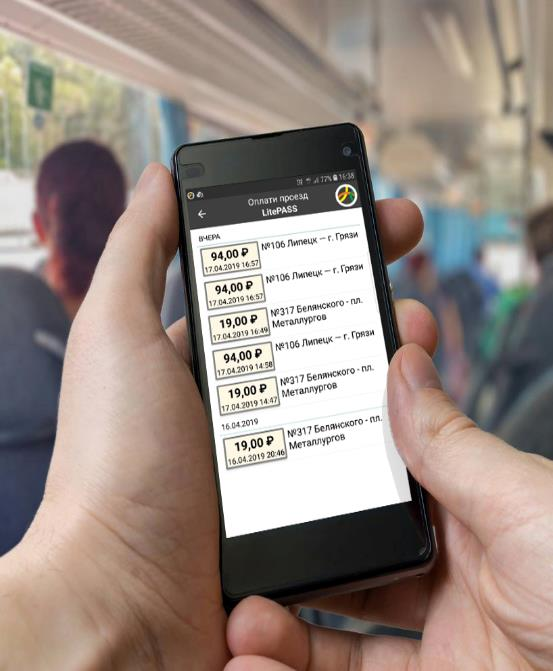 72% 16:38
Оплати проезд
LitePASS
ВЧЕРА
94,00 ₽
17.04.2019 16:57
№106 Липецк — г. Грязи
94,00 ₽
17.04.2019 16:57
№106 Липецк — г. Грязи
19,00 ₽
17.04.2019 16:49
№317 Белянского - пл.
Металлургов
94,00 ₽
17.04.2019 14:58
№106 Липецк — г. Грязи
19,00 ₽
17.04.2019 14:47
№317 Белянского - пл.
Металлургов
16.04.2019
19,00 ₽
16.04.2019 20:46
№317 Белянского - пл.
Металлургов